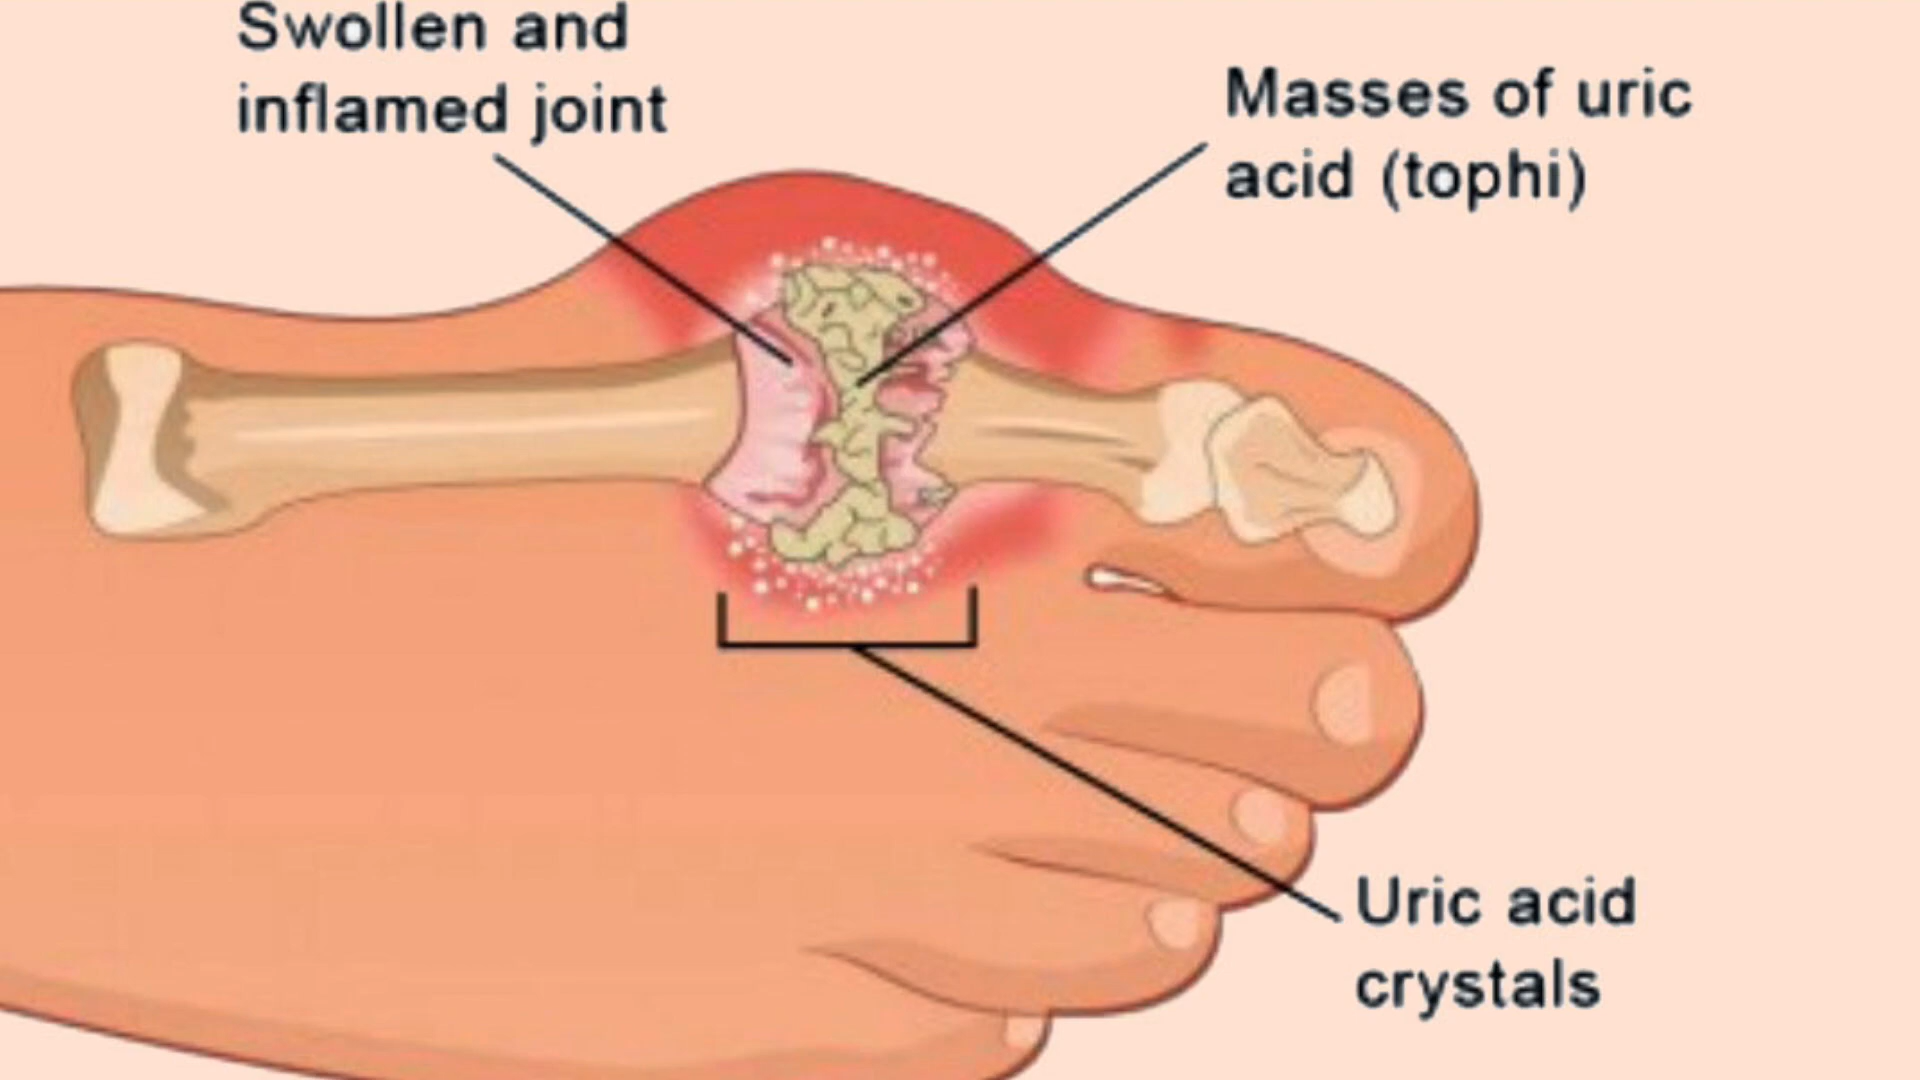 Swollen and
inflamed joint
Masses of uric
acid (tophi)
Uric acid
crystals